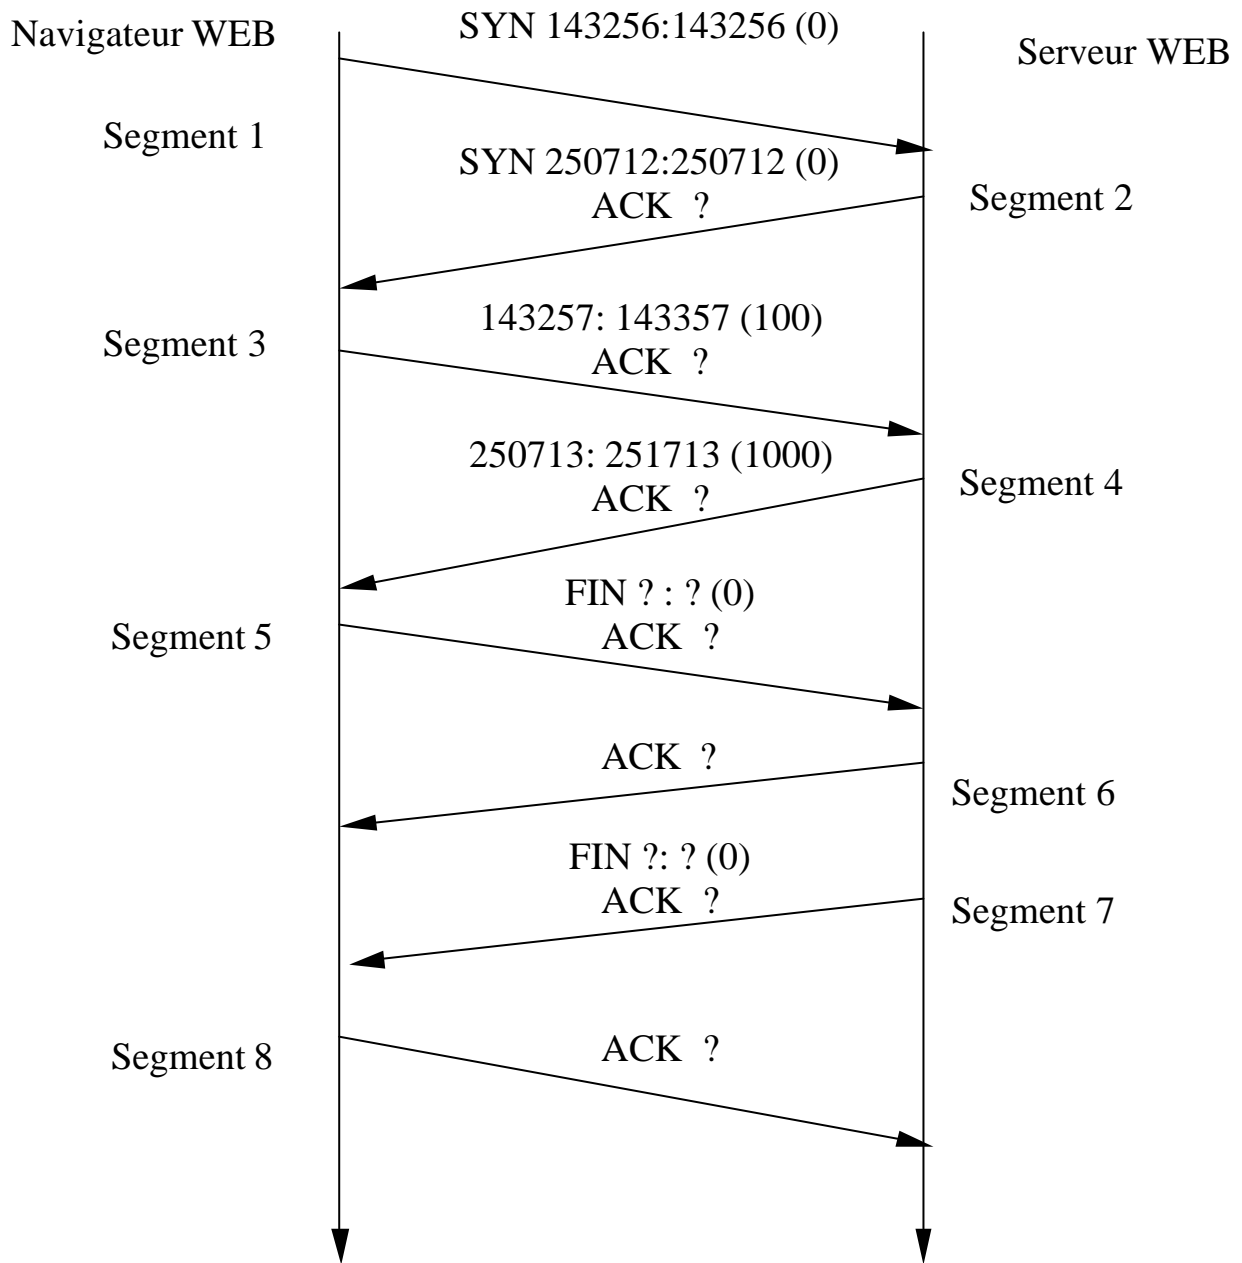 SYN 143256:143256 (0)
Navigateur WEB
Serveur WEB
Segment 1
SYN 250712:250712 (0)
ACK ?
Segment 2
143257: 143357 (100)
Segment 3
ACK ?
250713: 251713 (1000)
Segment 4
ACK ?
FIN ? : ? (0)
Segment 5
ACK ?
ACK ?
Segment 6
FIN ?: ? (0)
ACK ?
Segment 7
Segment 8
ACK ?